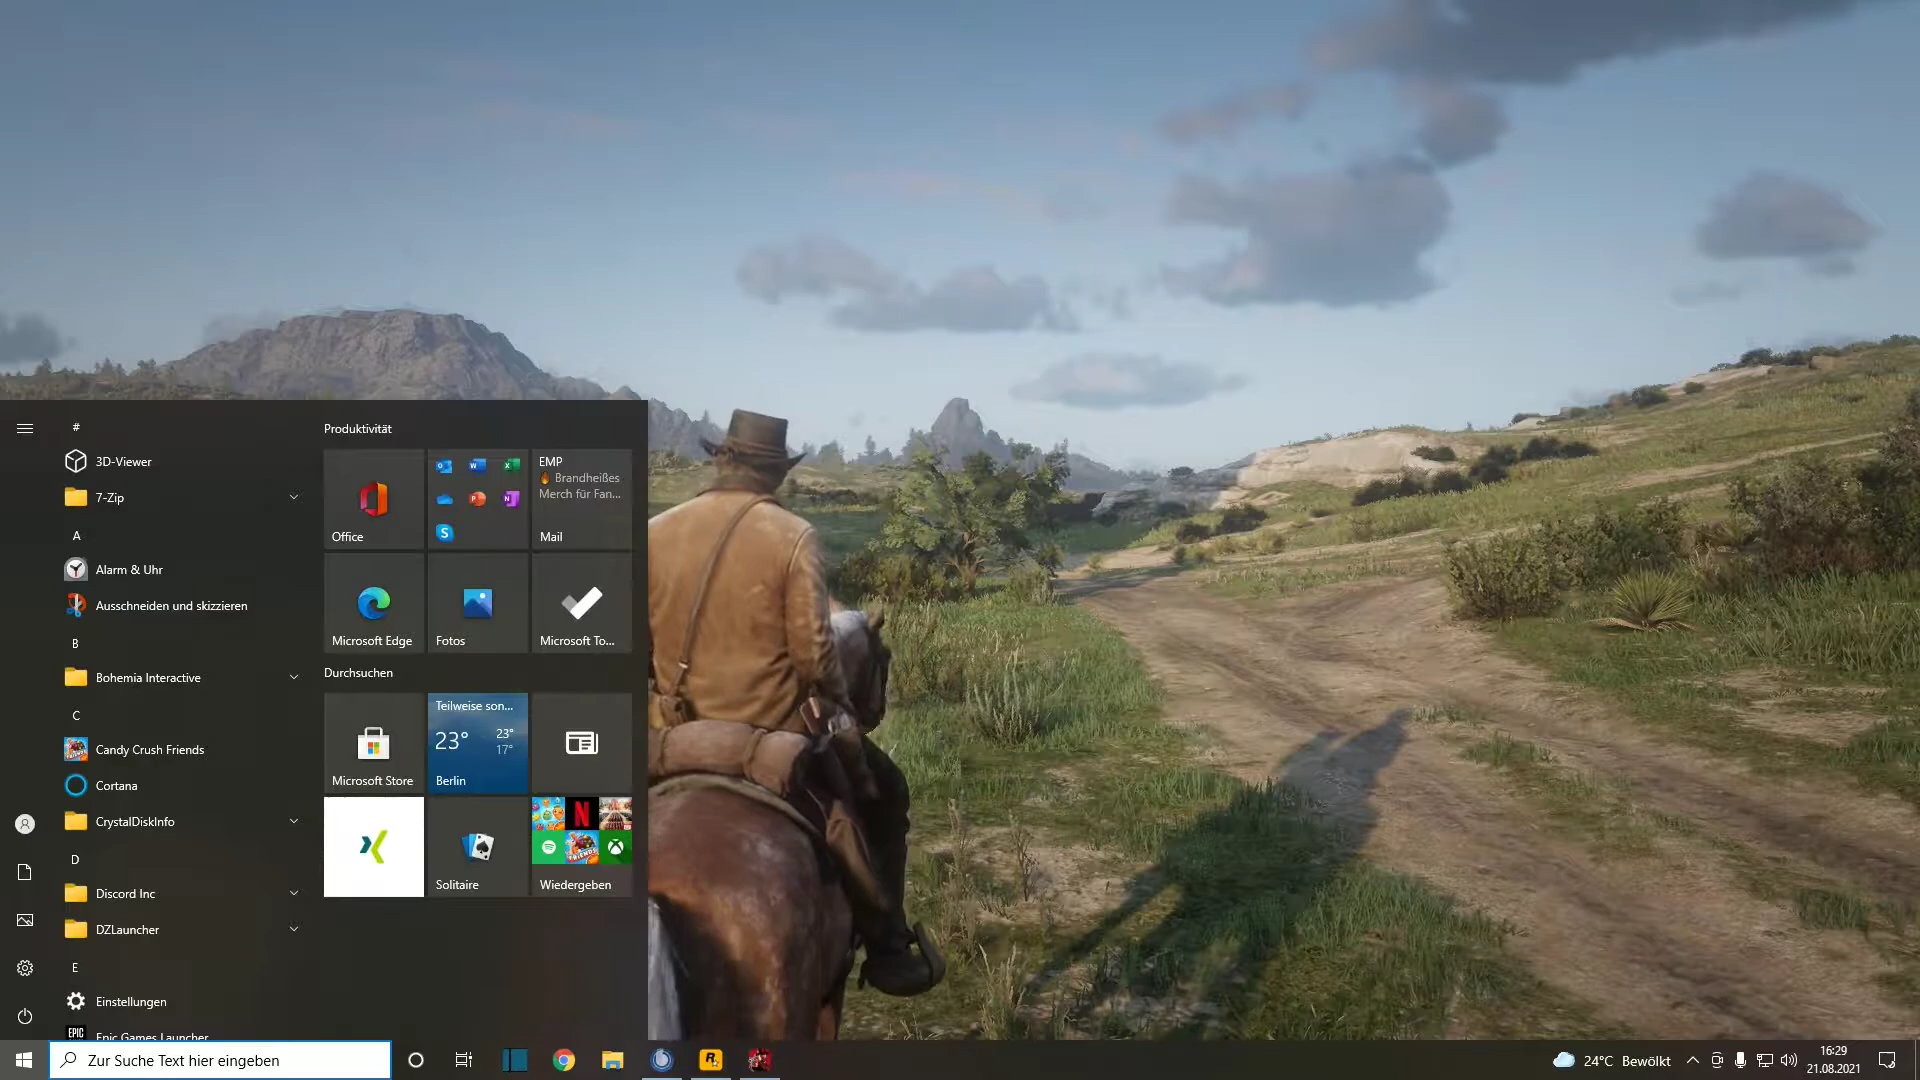 #
3D-Viewer
7-Zip
A
Alarm & Uhr
Ausschneiden und skizzieren
B
Bohemia Interactive
C
Candy Crush Friends
Cortana
CrystalDiskInfo
D
Discord Inc
DZLauncher
E
Einstellungen
EPIC
Epic Games Launcher
Produktivität
Office
EMP
Brandheißes
Merch für Fan...
Mail
Microsoft Edge
Fotos
Microsoft To...
Durchsuchen
Microsoft Store
Teilweise son...
23°
23°
17°
Berlin
Solitaire
Wiedergeben
Zur Suche Text hier eingeben
24°C Bewölkt
16:29
21.08.2021